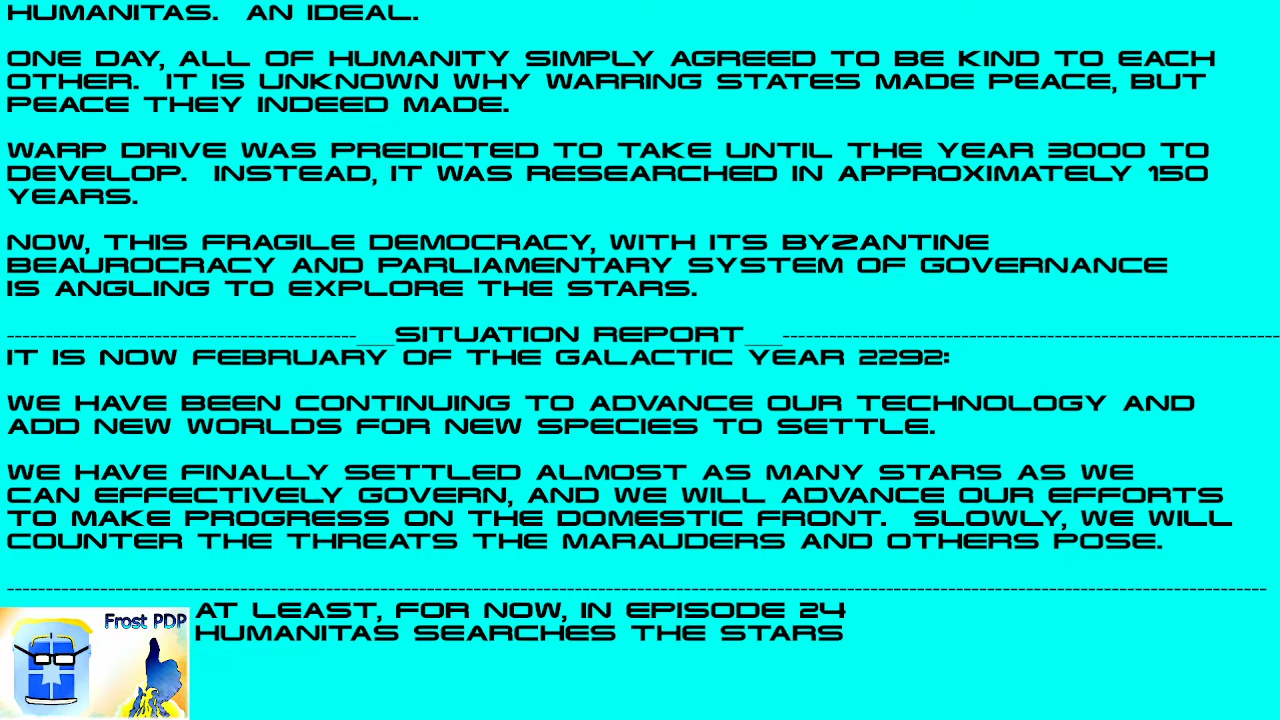 HUMANITAS.  AN IDEAL.
ONE DAY, ALL OF HUMANITY SIMPLY AGREED TO BE KIND TO EACH
OTHER.  IT IS UNKNOWN WHY WARRING STATES MADE PEACE, BUT
PEACE THEY INDEED MADE.
WARP DRIVE WAS PREDICTED TO TAKE UNTIL THE YEAR 3000 TO
DEVELOP.  INSTEAD, IT WAS RESEARCHED IN APPROXIMATELY 150
YEARS.
NOW, THIS FRAGILE DEMOCRACY, WITH ITS BYZANTINE
BEAUROCRACY AND PARLIAMENTARY SYSTEM OF GOVERNANCE
IS ANGLING TO EXPLORE THE STARS.
SITUATION REPORT
IT IS NOW FEBRUARY OF THE GALACTIC YEAR 2292:
WE HAVE BEEN CONTINUING TO ADVANCE OUR TECHNOLOGY AND
ADD NEW WORLDS FOR NEW SPECIES TO SETTLE.
WE HAVE FINALLY SETTLED ALMOST AS MANY STARS AS WE
CAN EFFECTIVELY GOVERN, AND WE WILL ADVANCE OUR EFFORTS
TO MAKE PROGRESS ON THE DOMESTIC FRONT.  SLOWLY, WE WILL
COUNTER THE THREATS THE MARAUDERS AND OTHERS POSE.
AT LEAST, FOR NOW, IN EPISODE 24
HUMANITAS SEARCHES THE STARS
Frost PDP